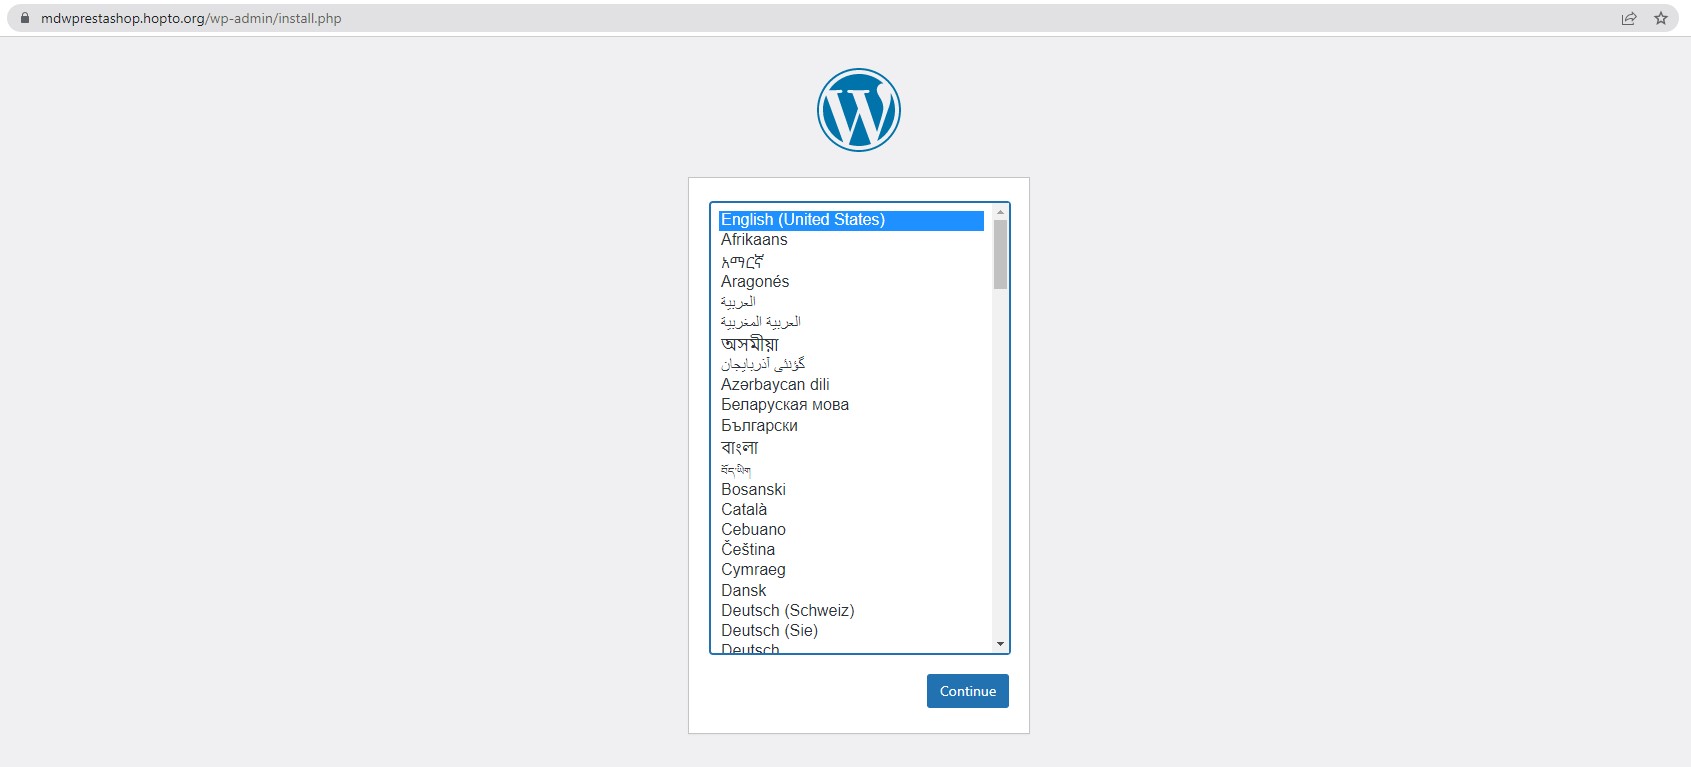 mdwprestashop.hopto.org/wp-admin/install.php
English (United States)
Afrikaans
አማርኛ
Aragonés
العربية
العربية المغربية
অসমীয়া
گؤنئی آذربایجان
Azərbaycan dili
Беларуская мова
Български
বাংলা
བོད་ཡིག
Bosanski
Català
Cebuano
Čeština
Cymraeg
Dansk
Deutsch (Schweiz)
Deutsch (Sie)
Deutsch
Continue